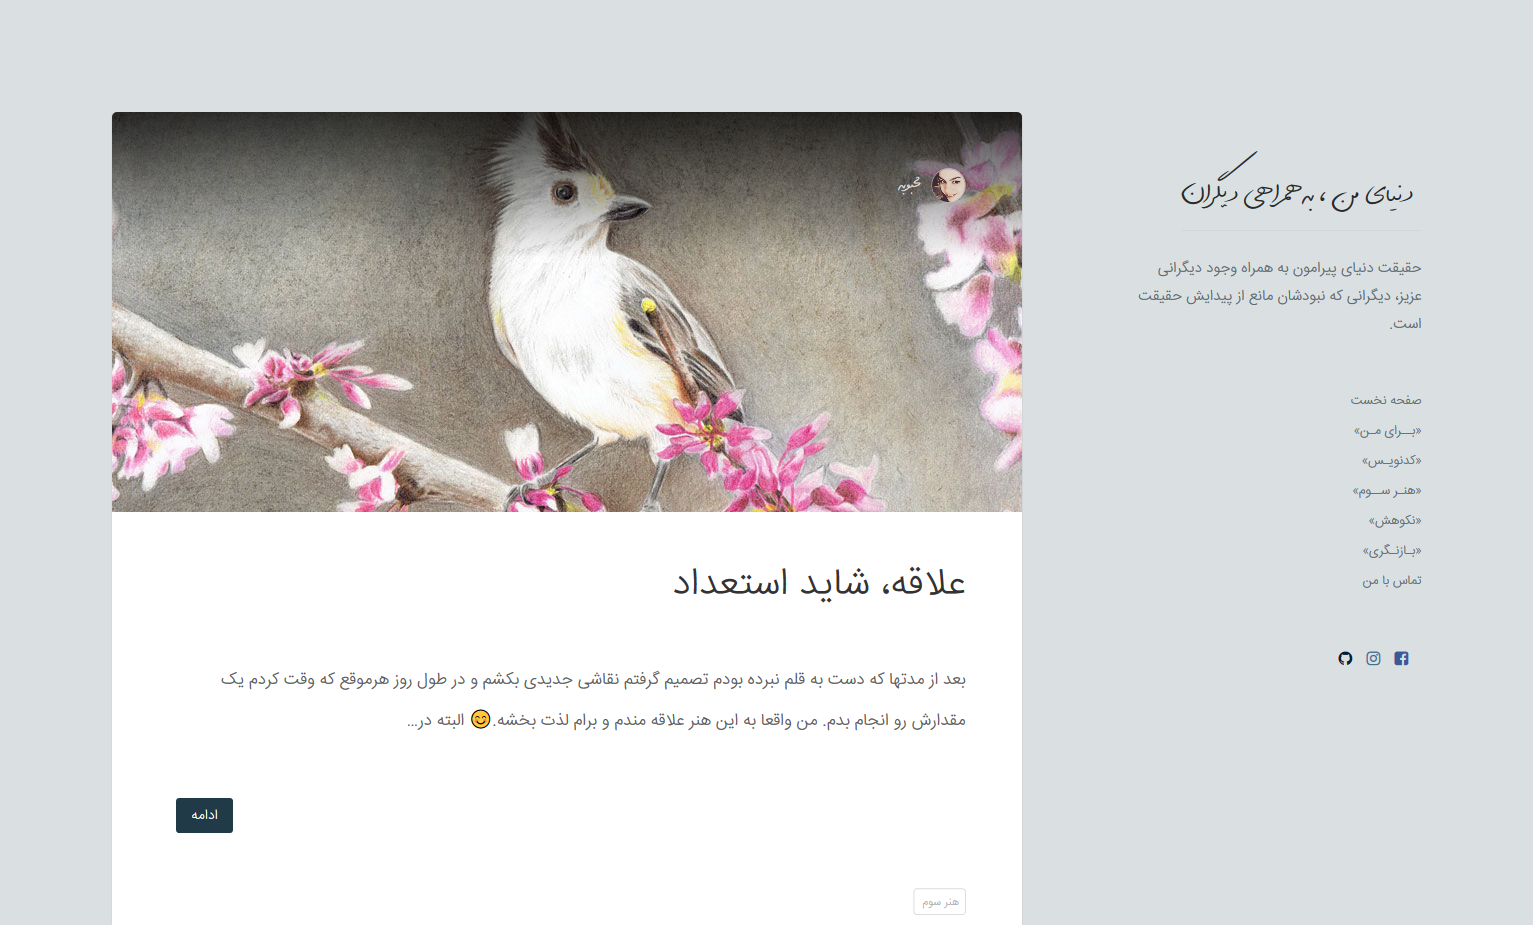 دنیای من ، به همراهی دیگران
حقیقت دنیای پیرامون به همراه وجود دیگرانی
عزیز، دیگرانی که نبودشان مانع از پیدایش حقیقت
است.
صفحه نخست
«بــرای مـن»
«کدنویـس»
«هنـر ســوم»
«نکوهش»
«بـازنـگری»
تماس با من
محبوبه
علاقه، شاید استعداد
بعد از مدتها که دست به قلم نبرده بودم تصمیم گرفتم نقاشی جدیدی بکشم و در طول روز هرموقع که وقت کردم یک
مقدارش رو انجام بدم. من واقعا به این هنر علاقه مندم و برام لذت بخشه.😊 البته در…
ادامه
هنر سوم